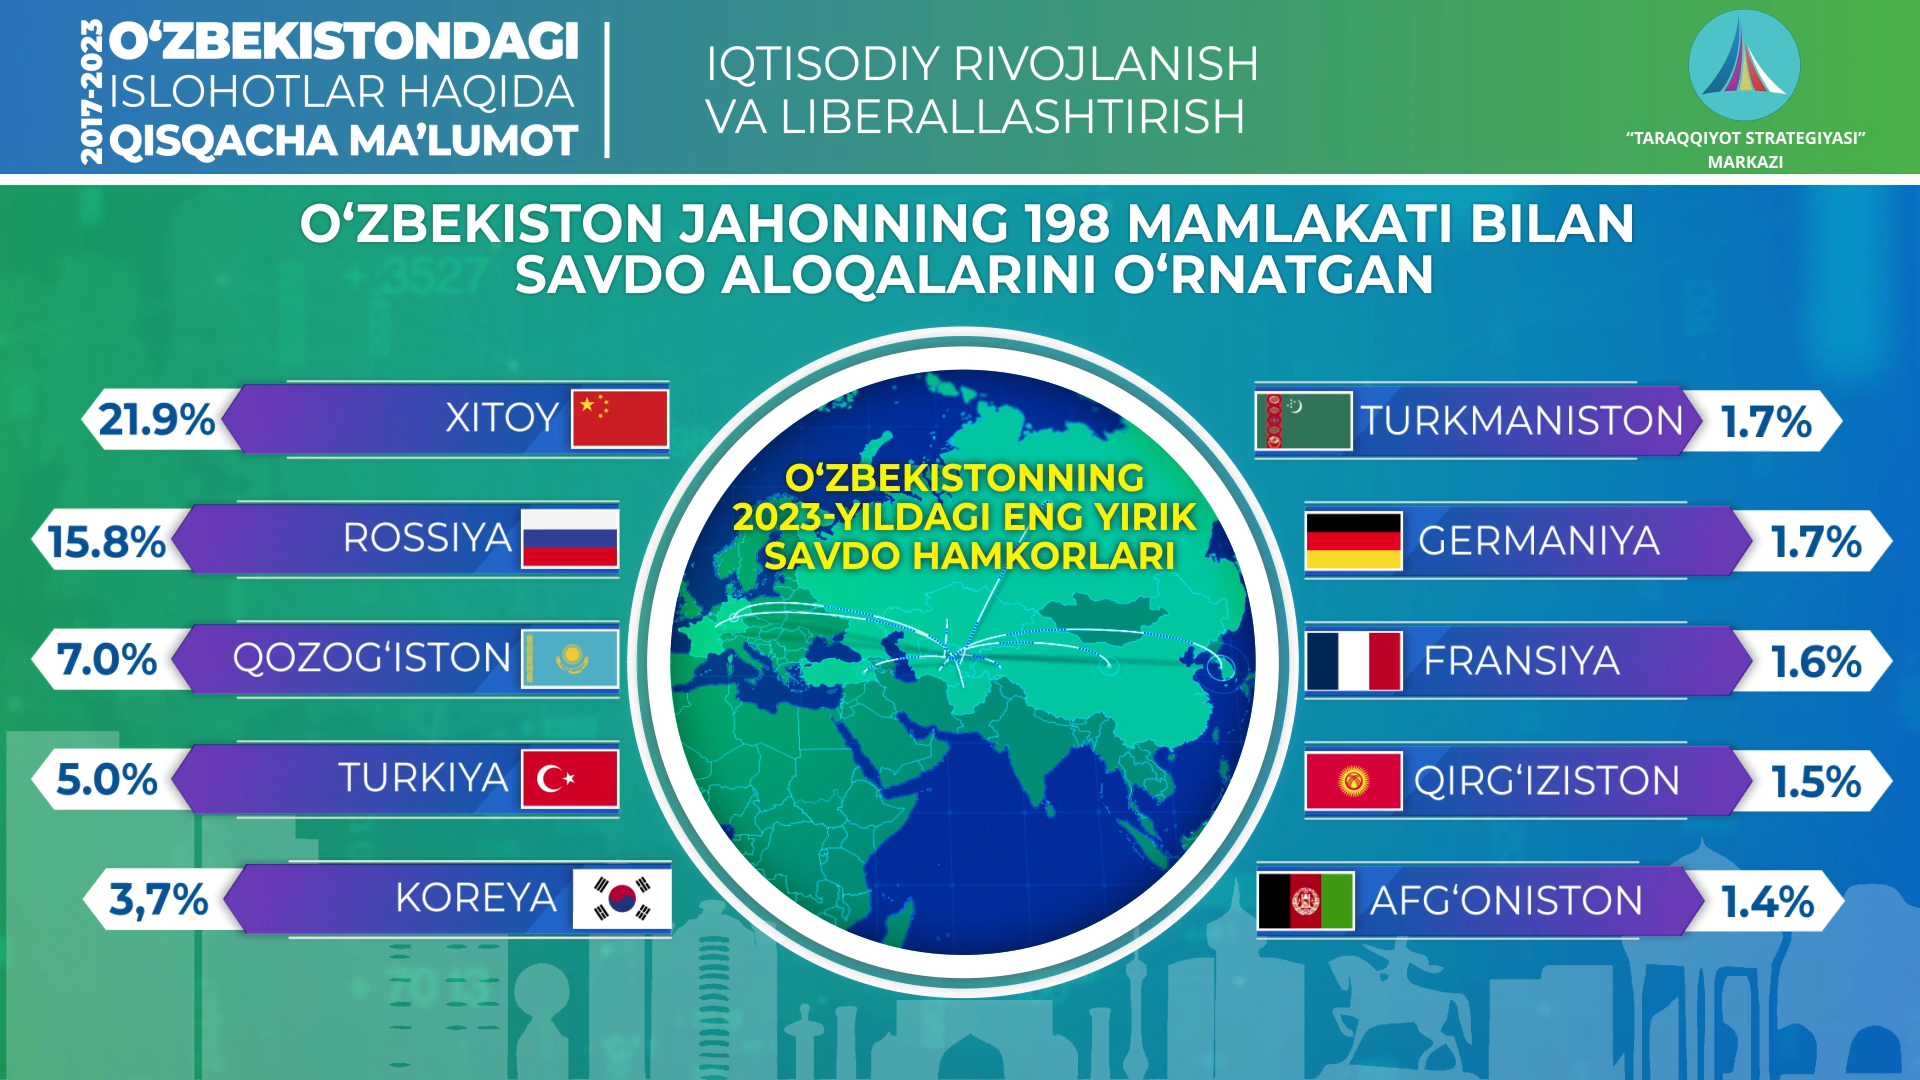 2017-2023
O‘ZBEKISTONDAGI
ISLOHOTLAR HAQIDA
QISQACHA MA’LUMOT
IQTISODIY RIVOJLANISH
VA LIBERALLASHTIRISH
“TARAQQIYOT STRATEGIYASI”
MARKAZI
O‘ZBEKISTON JAHONNING 198 MAMLAKATI BILAN
SAVDO ALOQALARINI O‘RNATGAN
+ 3527
O‘ZBEKISTONNING
2023-YILDAGI ENG YIRIK
SAVDO HAMKORLARI
21.9% XITOY
15.8% ROSSIYA
7.0% QOZOG‘ISTON
5.0% TURKIYA
3,7% KOREYA
TURKMANISTON 1.7%
GERMANIYA 1.7%
FRANSIYA 1.6%
QIRG‘IZISTON 1.5%
AFG‘ONISTON 1.4%
+ 7013